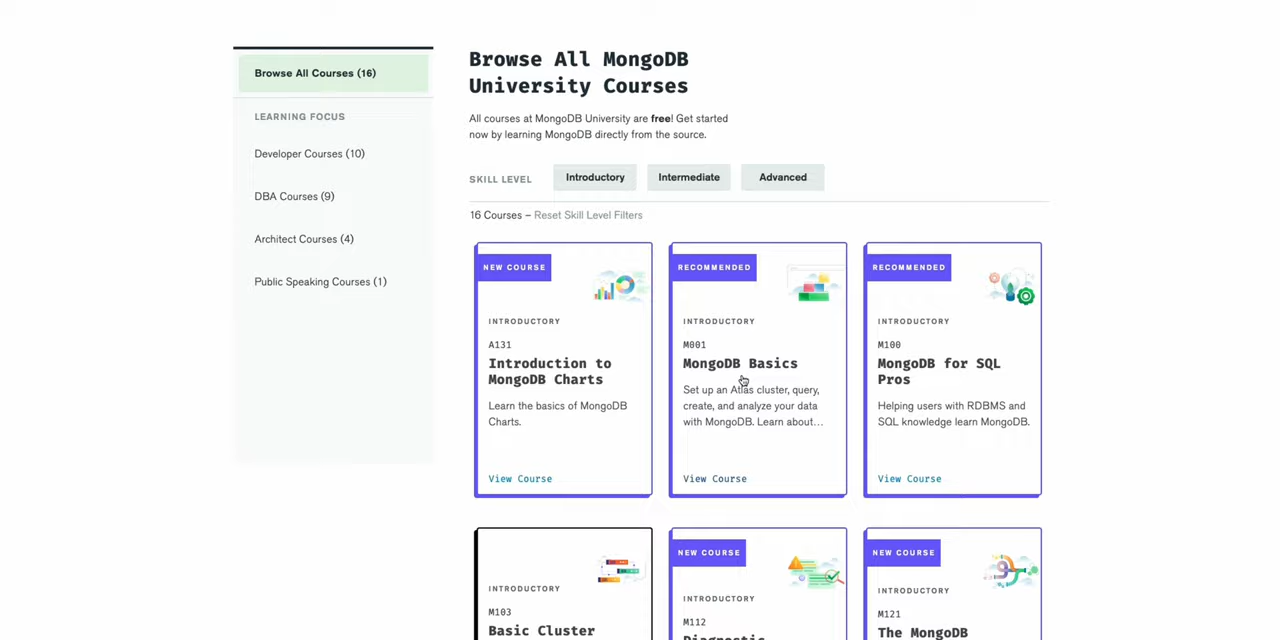 Browse All Courses (16)
LEARNING FOCUS
Developer Courses (10)
DBA Courses (9)
Architect Courses (4)
Public Speaking Courses (1)
Browse All MongoDB
University Courses
All courses at MongoDB University are free! Get started
now by learning MongoDB directly from the source.
SKILL LEVEL
Introductory
Intermediate
Advanced
16 Courses – Reset Skill Level Filters
NEW COURSE
INTRODUCTORY
A131
Introduction to
MongoDB Charts
Learn the basics of MongoDB
Charts.
View Course
RECOMMENDED
INTRODUCTORY
M001
MongoDB Basics
Set up an Atlas cluster, query,
create, and analyze your data
with MongoDB. Learn about...
View Course
RECOMMENDED
INTRODUCTORY
M100
MongoDB for SQL
Pros
Helping users with RDBMS and
SQL knowledge learn MongoDB.
View Course
INTRODUCTORY
M103
Basic Cluster
NEW COURSE
INTRODUCTORY
M112
Diagnostic
NEW COURSE
INTRODUCTORY
M121
The MongoDB